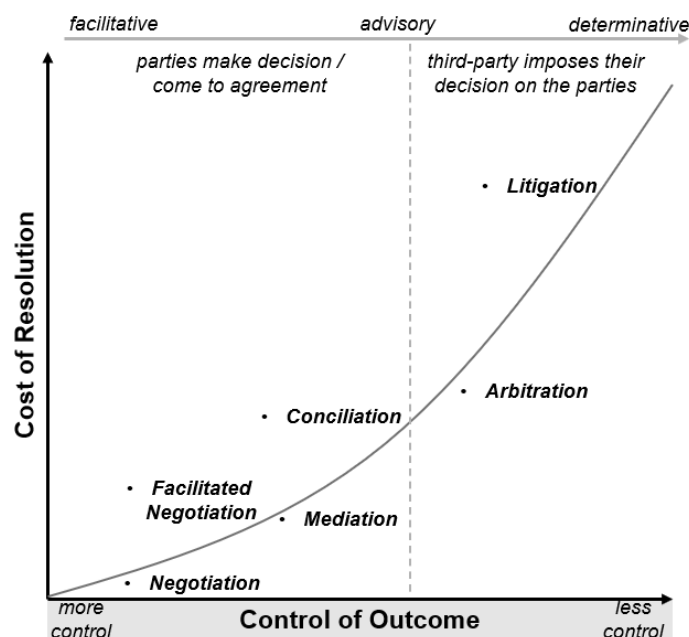 facilitative advisory determinative
parties make decision /
come to agreement
third-party imposes their
decision on the parties
Cost of Resolution
• Litigation
• Arbitration
• Conciliation
• Facilitated
Negotiation
• Mediation
• Negotiation
more
control
Control of Outcome
less
control